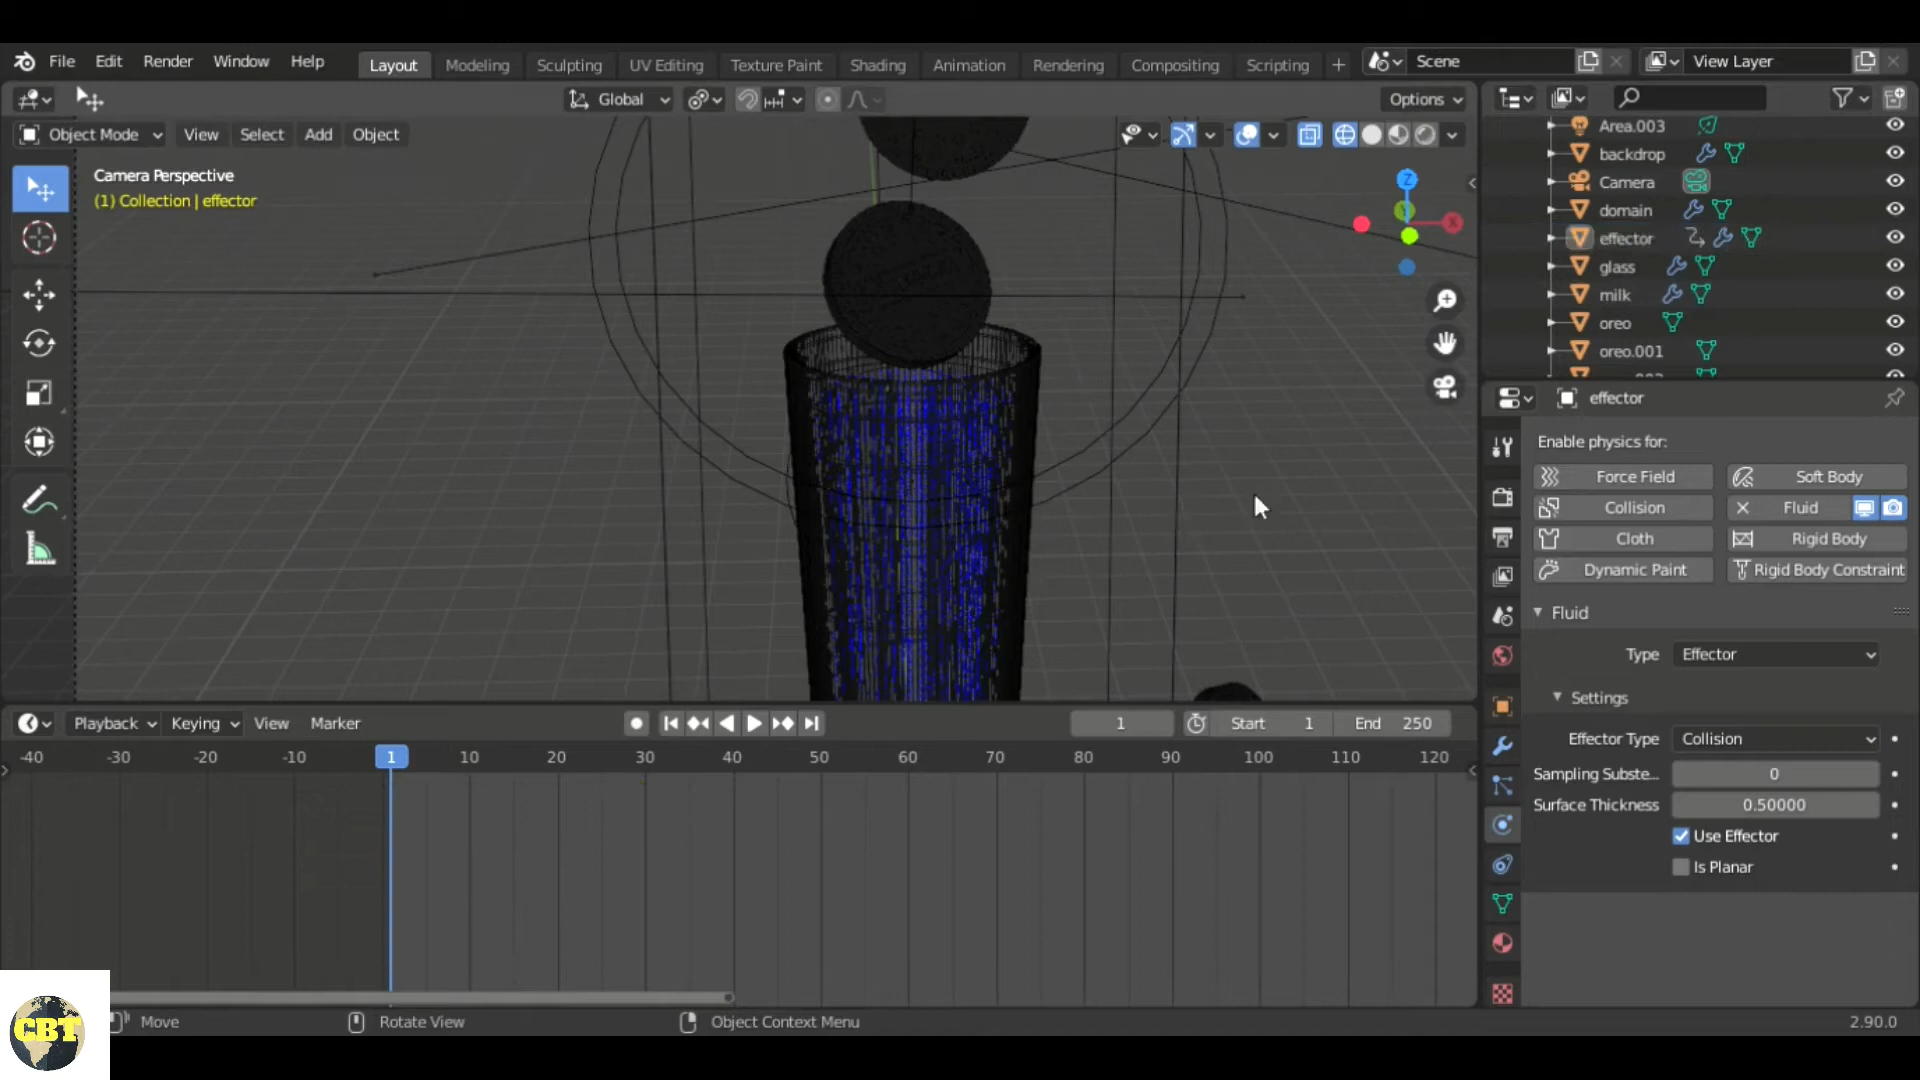 File Edit Render Window Help Layout Modeling Sculpting UV Editing Texture Paint Shading Animation Rendering Compositing Scripting + Scene View Layer
Global Options
Object Mode View Select Add Object
Camera Perspective
(1) Collection | effector
Z
X
Area.003
backdrop
Camera
domain
effector
glass
milk
oreo
oreo.001
effector
Enable physics for:
Force Field Soft Body
Collision Fluid
Cloth Rigid Body
Dynamic Paint Rigid Body Constraint
Fluid
Type Effector
Settings
Effector Type Collision
Sampling Subste... 0
Surface Thickness 0.50000
Use Effector
Is Planar
Playback Keying View Marker 1 Start 1 End 250
-40 -30 -20 -10 1 10 20 30 40 50 60 70 80 90 100 110 120
CBT
Move Rotate View Object Context Menu 2.90.0